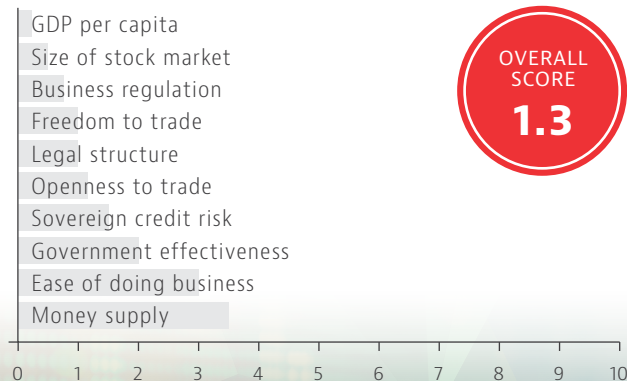 GDP per capita
Size of stock market
Business regulation
Freedom to trade
Legal structure
Openness to trade
Sovereign credit risk
Government effectiveness
Ease of doing business
Money supply
0 1 2 3 4 5 6 7 8 9 10
OVERALL
SCORE
1.3